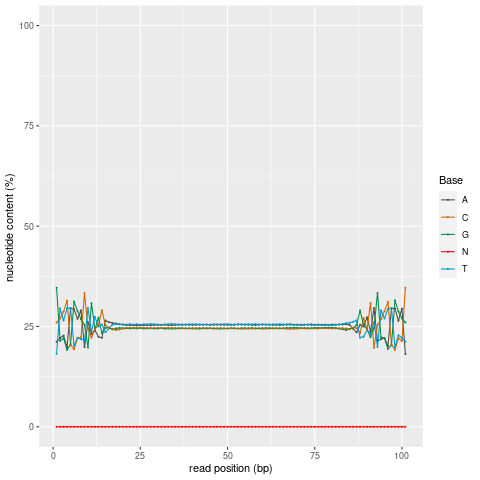 100
75
50
25
0
nucleotide content (%)
0
25
50
75
100
read position (bp)
Base
A
C
G
N
T